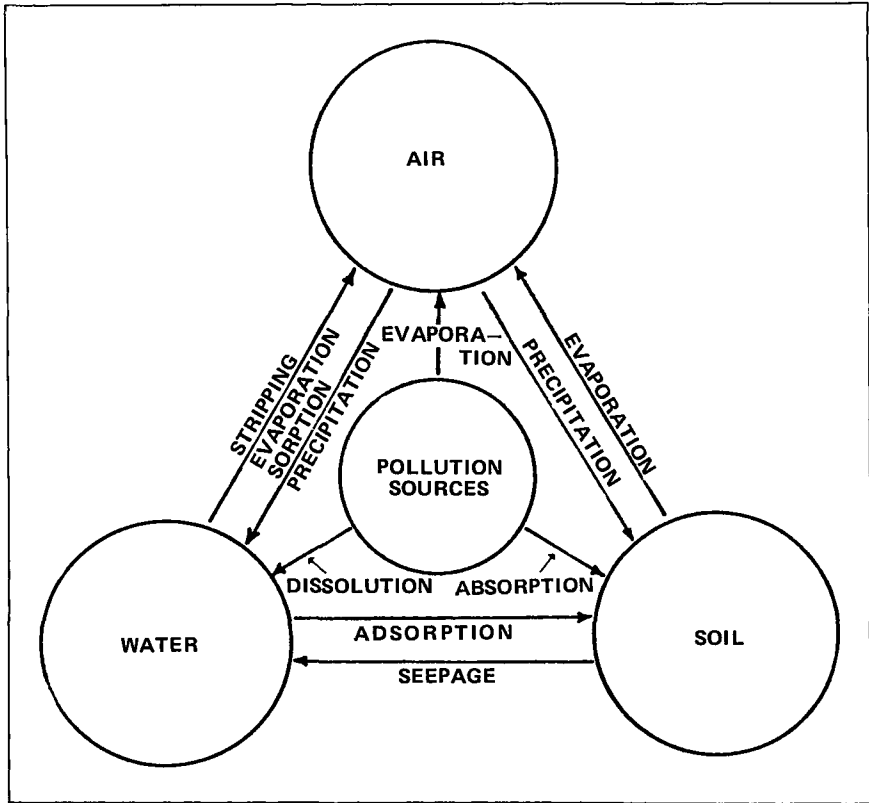 AIR
EVAPORA–
TION
STRIPPING
EVAPORATION
SORPTION
PRECIPITATION
PRECIPITATION
EVAPORATION
POLLUTION
SOURCES
DISSOLUTION
ABSORPTION
WATER
ADSORPTION
SEEPAGE
SOIL